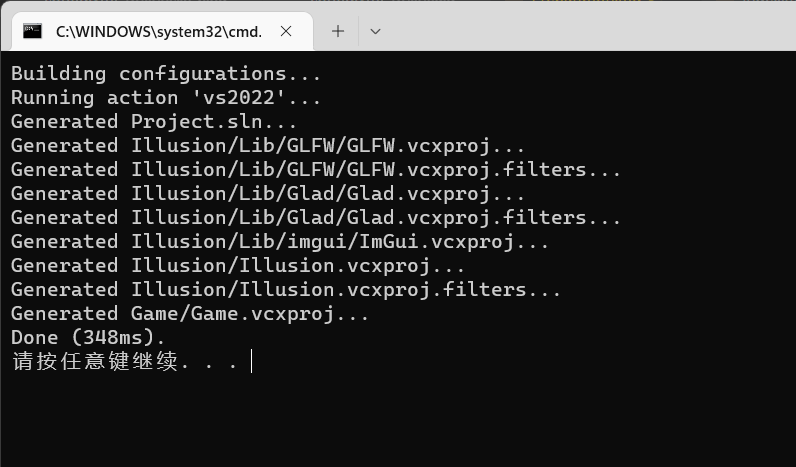 C:\WINDOWS\system32\cmd.
Building configurations...
Running action 'vs2022'...
Generated Project.sln...
Generated Illusion/Lib/GLFW/GLFW.vcxproj...
Generated Illusion/Lib/GLFW/GLFW.vcxproj.filters...
Generated Illusion/Lib/Glad/Glad.vcxproj...
Generated Illusion/Lib/Glad/Glad.vcxproj.filters...
Generated Illusion/Lib/imgui/ImGui.vcxproj...
Generated Illusion/Illusion.vcxproj...
Generated Illusion/Illusion.vcxproj.filters...
Generated Game/Game.vcxproj...
Done (348ms).
请按任意键继续. . .